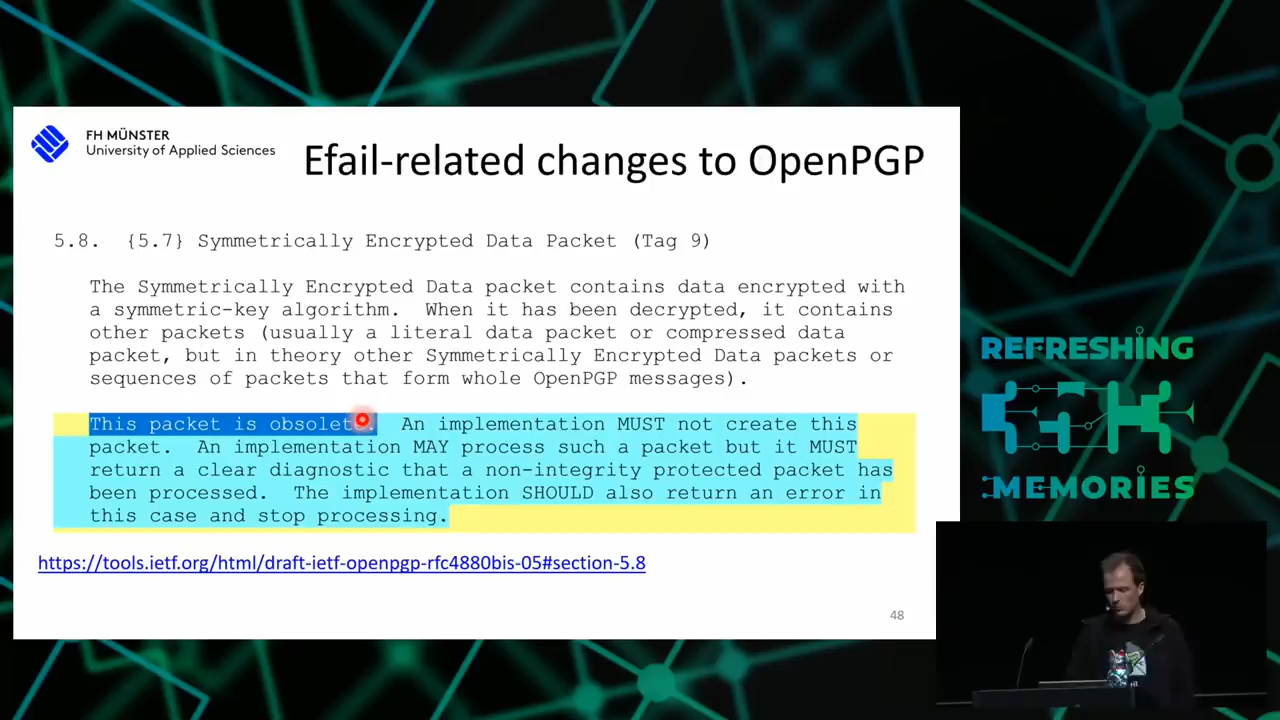 FH MÜNSTER
University of Applied Sciences
Efail-related changes to OpenPGP
5.8. {5.7} Symmetrically Encrypted Data Packet (Tag 9)
The Symmetrically Encrypted Data packet contains data encrypted with
a symmetric-key algorithm. When it has been decrypted, it contains
other packets (usually a literal data packet or compressed data
packet, but in theory other Symmetrically Encrypted Data packets or
sequences of packets that form whole OpenPGP messages).
This packet is obsolete. An implementation MUST not create this
packet. An implementation MAY process such a packet but it MUST
return a clear diagnostic that a non-integrity protected packet has
been processed. The implementation SHOULD also return an error in
this case and stop processing.
https://tools.ietf.org/html/draft-ietf-openpgp-rfc4880bis-05#section-5.8
48
REFRESHING
MEMORIES